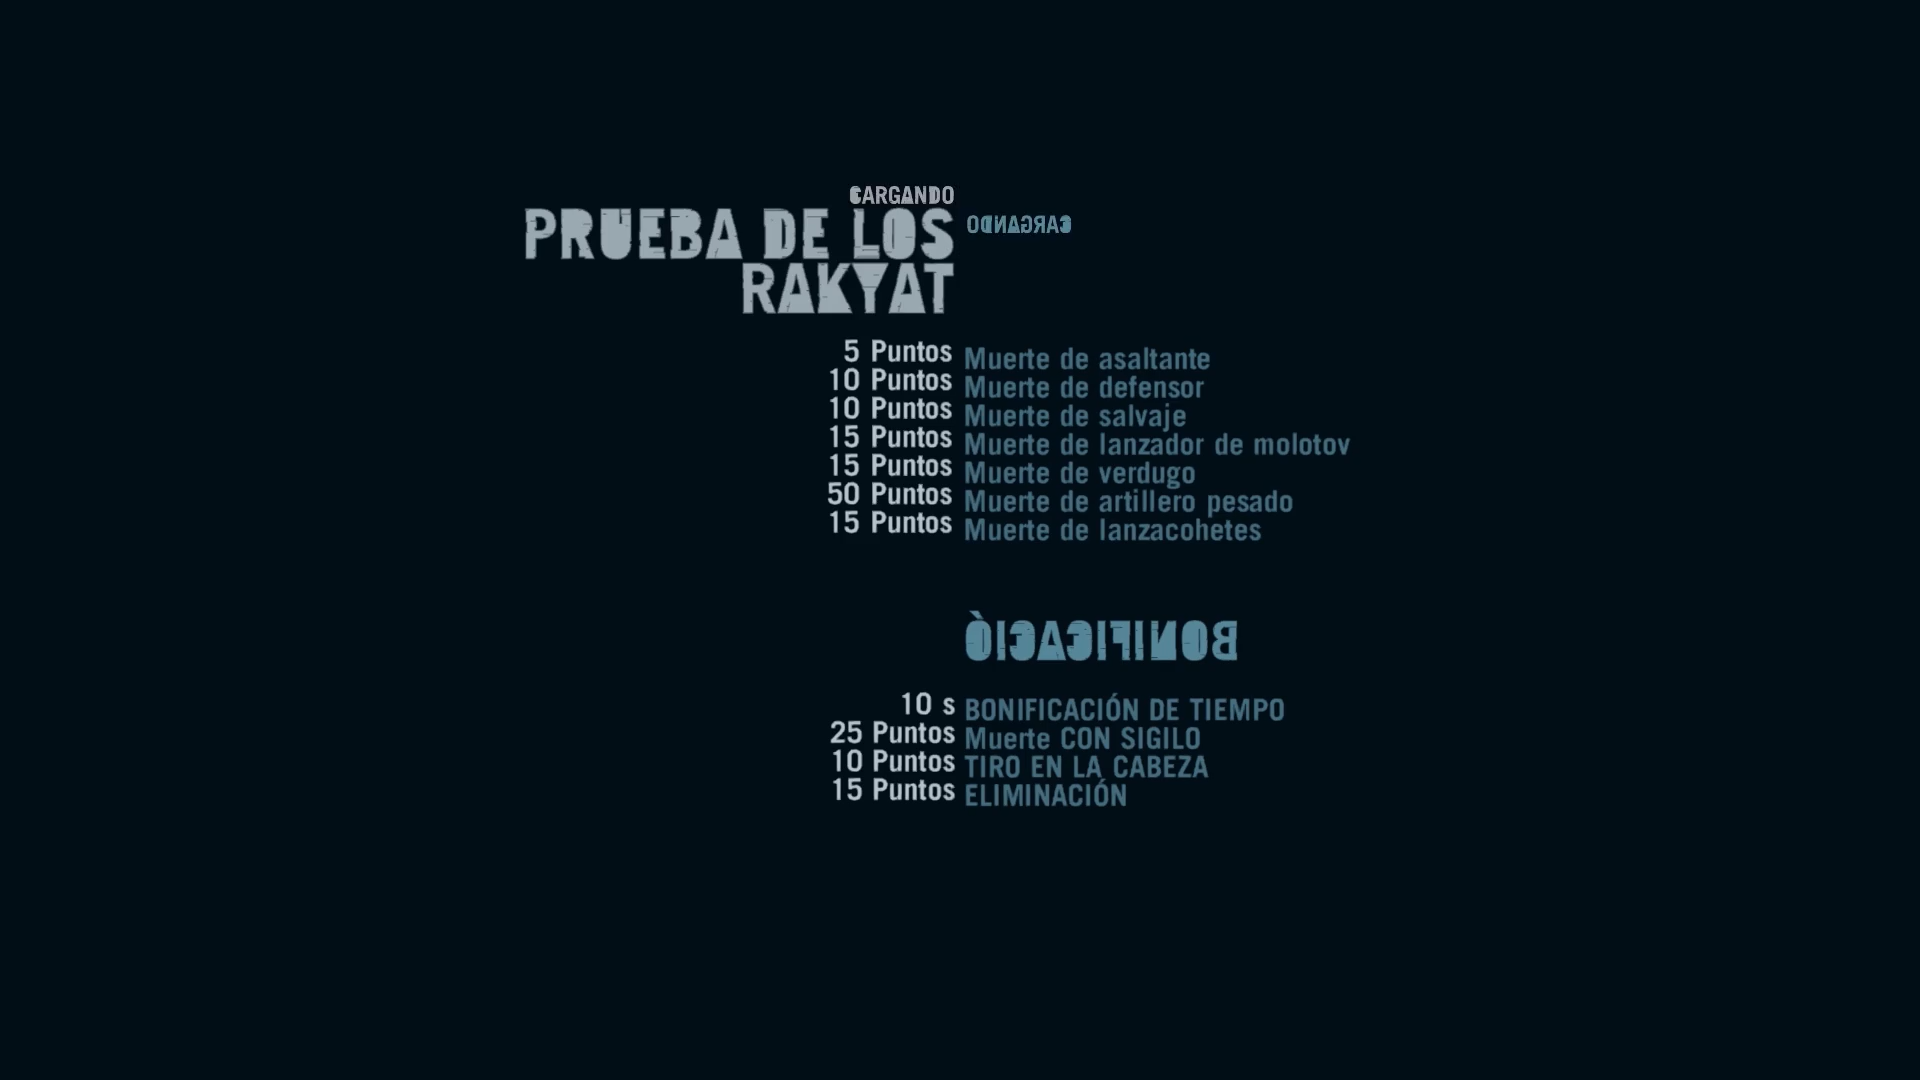 CARGANDO
PRUEBA DE LOS
RAKYAT
CARGANDO
5 Puntos Muerte de asaltante
10 Puntos Muerte de defensor
10 Puntos Muerte de salvaje
15 Puntos Muerte de lanzador de molotov
15 Puntos Muerte de verdugo
50 Puntos Muerte de artillero pesado
15 Puntos Muerte de lanzacohetes
BONIFICACIÓ
10 s BONIFICACIÓN DE TIEMPO
25 Puntos Muerte CON SIGILO
10 Puntos TIRO EN LA CABEZA
15 Puntos ELIMINACIÓN